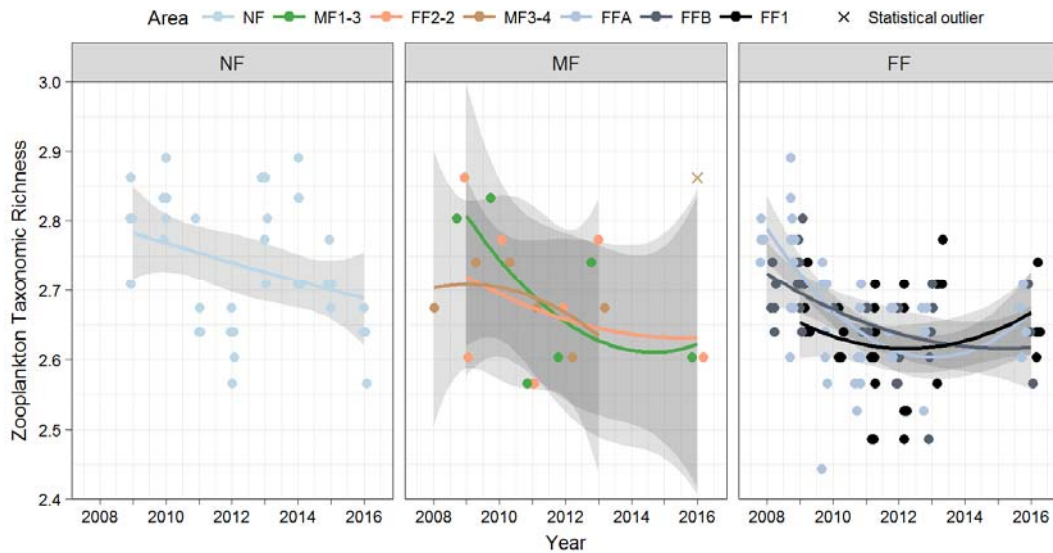 Area NF MF1-3 FF2-2 MF3-4 FFA FFB FF1 Statistical outlier
NF MF FF
3.0
2.9
2.8
2.7
2.6
2.5
2.4
Zooplankton Taxonomic Richness
2008 2010 2012 2014 2016 2008 2010 2012 2014 2016 2008 2010 2012 2014 2016
Year